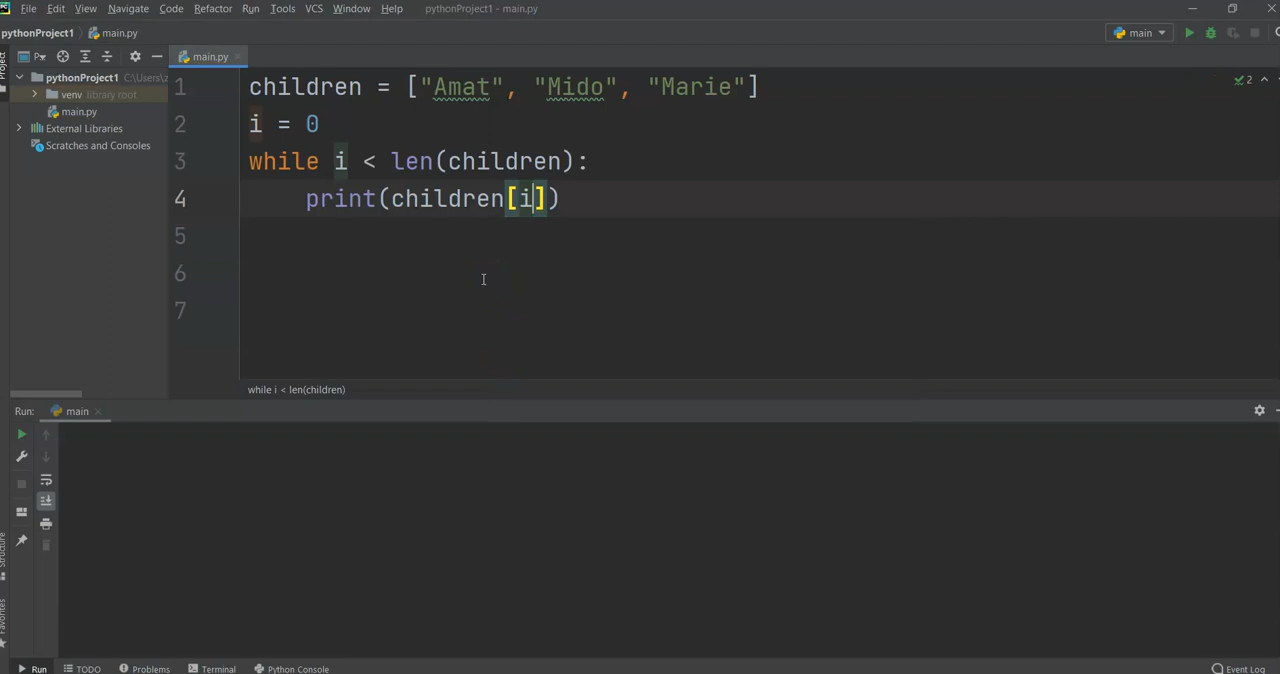 File Edit View Navigate Code Refactor Run Tools VCS Window Help pythonProject1 - main.py
pythonProject1 main.py main
Project P main.py
pythonProject1 C:\Users\z
venv library root
main.py
External Libraries
Scratches and Consoles
1 children = ["Amat", "Mido", "Marie"]
2 i = 0
3 while i < len(children):
4     print(children[i])
5
6
7
2
while i < len(children)
Run: main
Structure
Favorites
Run TODO Problems Terminal Python Console Event Log